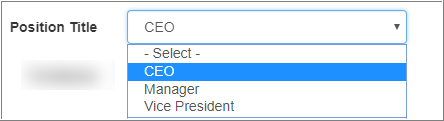 Position Title CEO
- Select -
CEO
Manager
Vice President